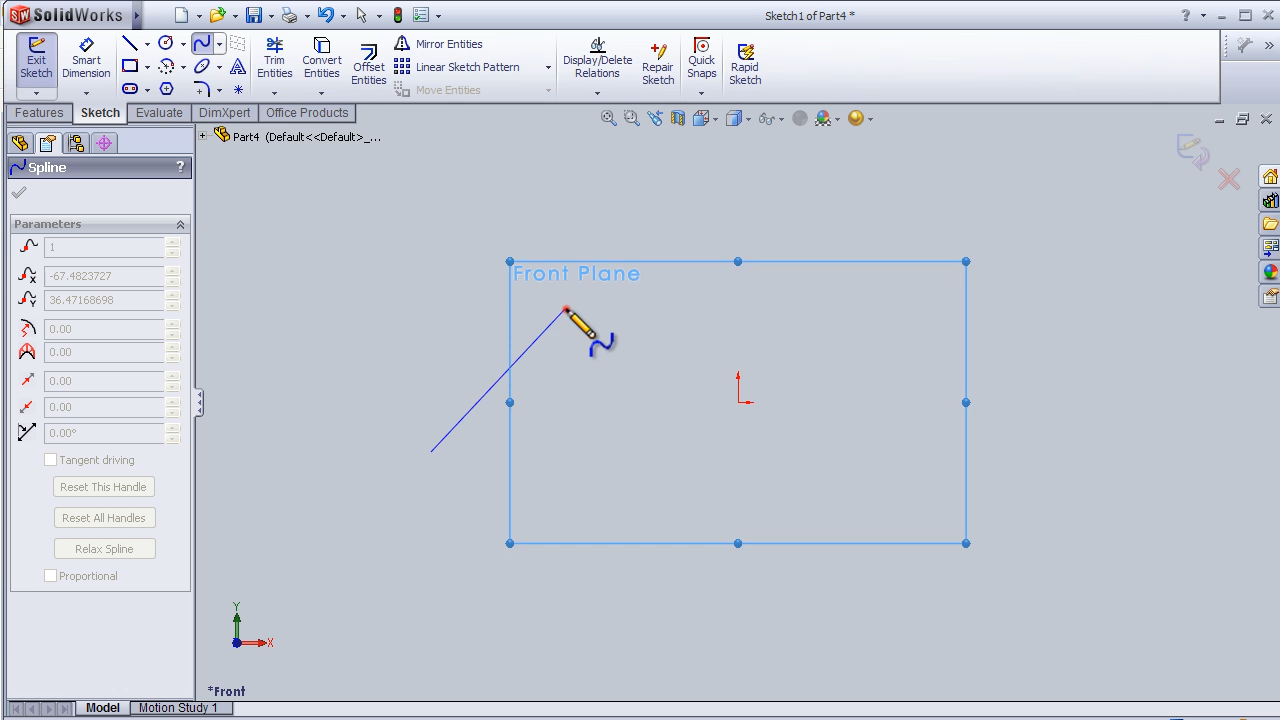 SW SolidWorks
Sketch1 of Part4 *
?
Exit Sketch
Smart Dimension
Trim Entities
Convert Entities
Offset Entities
Mirror Entities
Linear Sketch Pattern
Move Entities
Display/Delete Relations
Repair Sketch
Quick Snaps
Rapid Sketch
Features
Sketch
Evaluate
DimXpert
Office Products
Part4 (Default<<Default>_...
Spline
?
Parameters
1
X
-67.4823727
Y
36.47166698
0.00
0.00
0.00
0.00
0.00°
Tangent driving
Reset This Handle
Reset All Handles
Relax Spline
Proportional
Front Plane
Y
X
*Front
Model
Motion Study 1